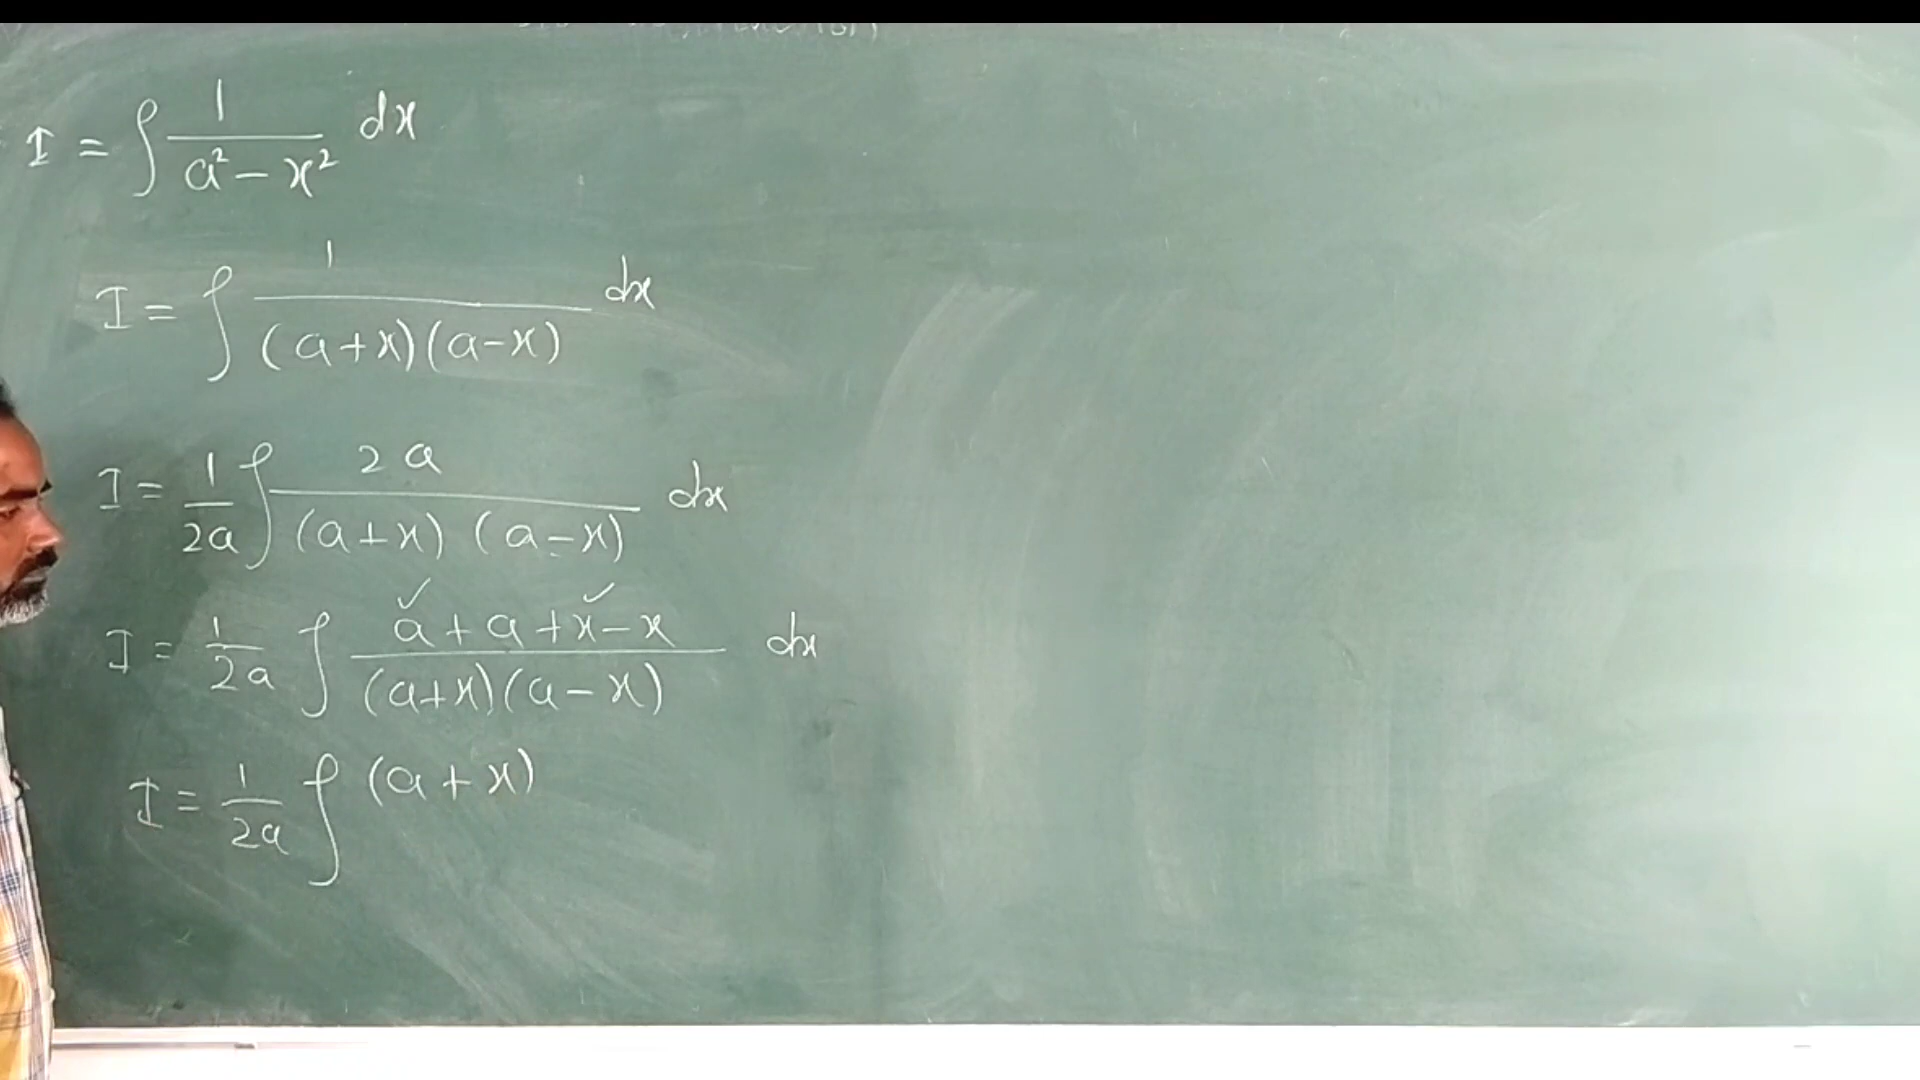 I = ∫ 1/(a² − x²) dx
I = ∫ 1/((a+x)(a−x)) dx
I = 1/2a ∫ 2a/((a+x) (a−x)) dx
✓ ✓
I = 1/2a ∫ (a+a+x−x)/((a+x)(a−x)) dx
I = 1/2a ∫ (a+x)